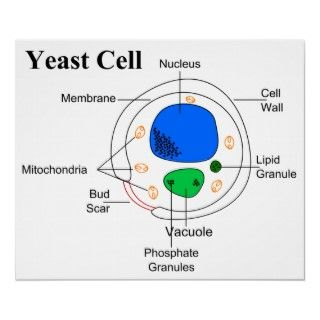 Yeast Cell
Nucleus
Membrane
Cell
Wall
Mitochondria
Lipid
Granule
Bud
Scar
Vacuole
Phosphate
Granules